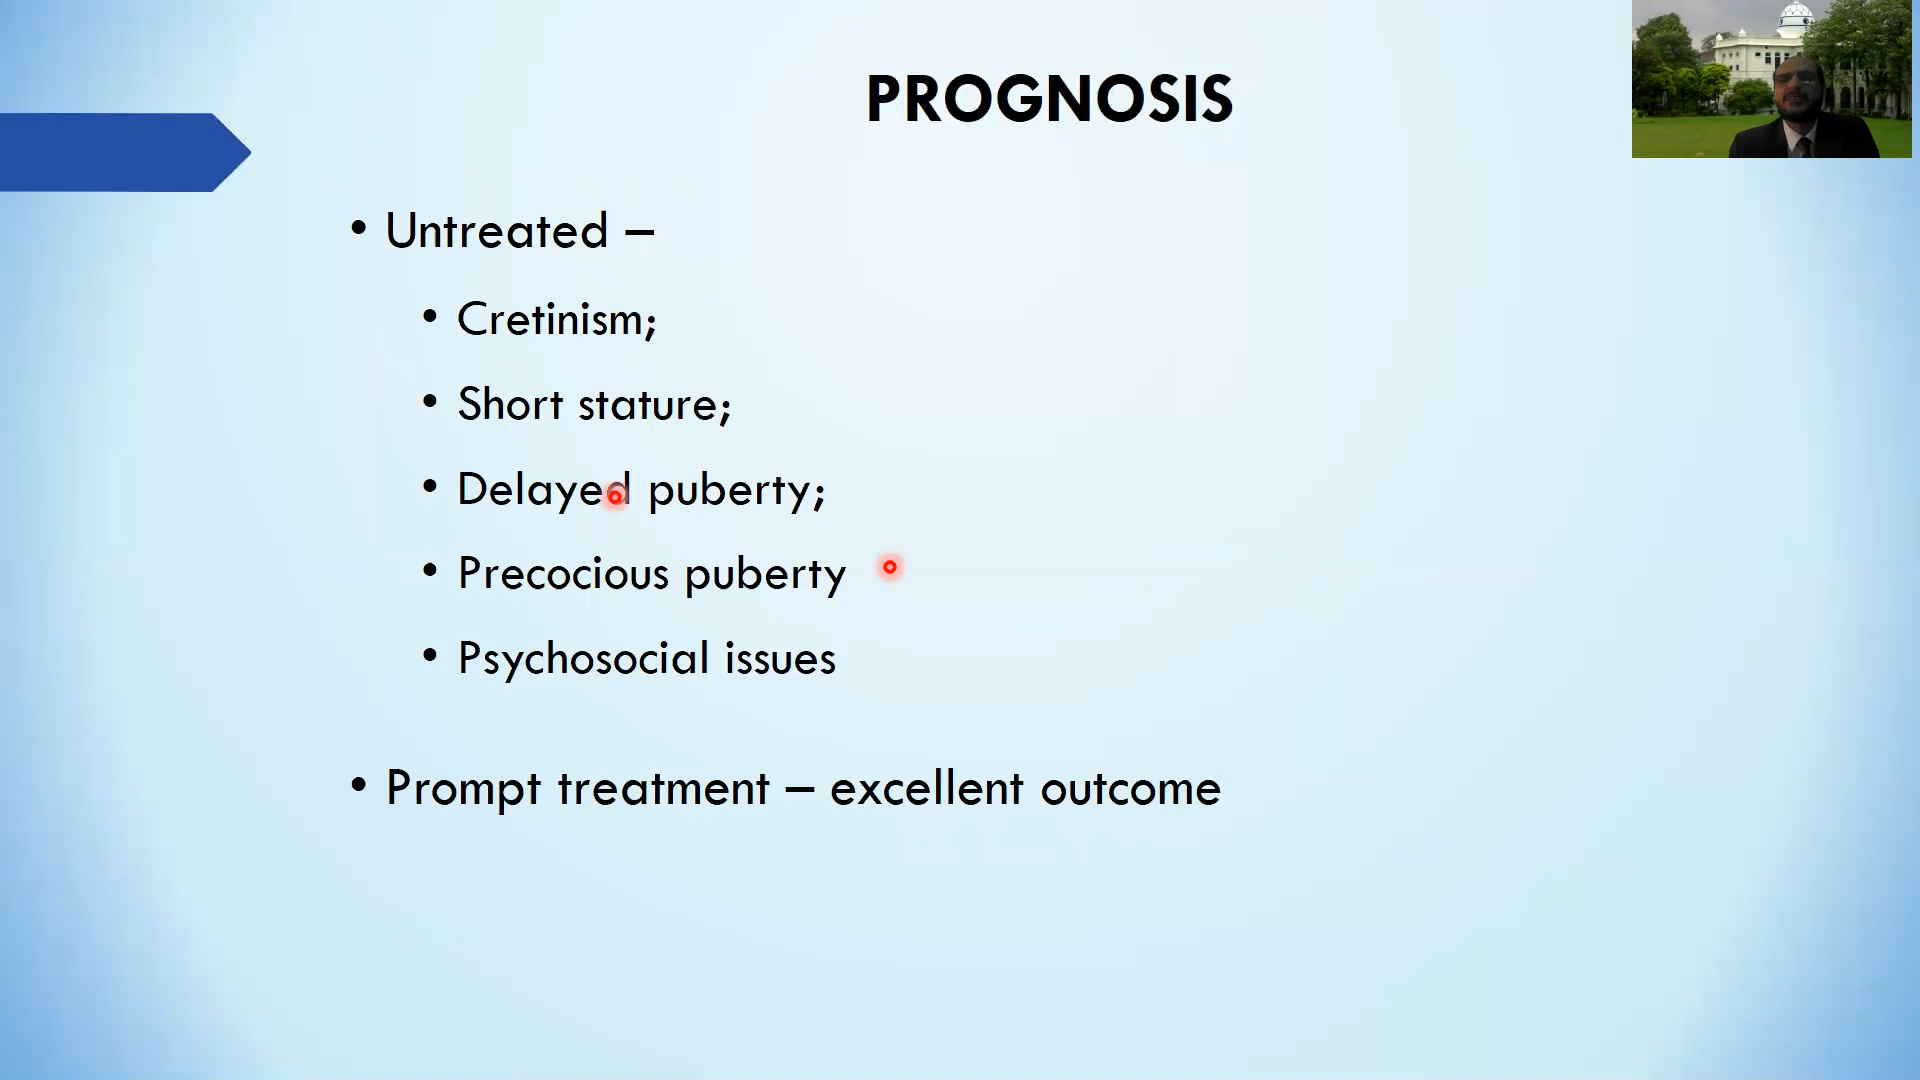 PROGNOSIS
• Untreated –
• Cretinism;
• Short stature;
• Delayed puberty;
• Precocious puberty
• Psychosocial issues
• Prompt treatment – excellent outcome